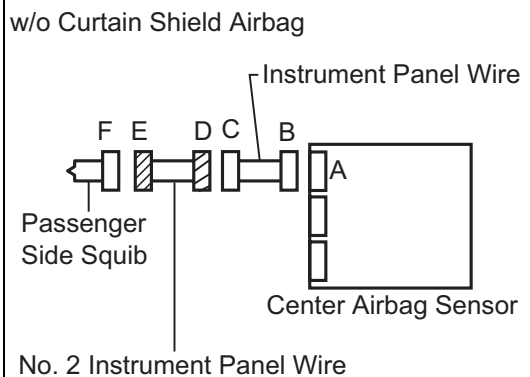 w/o Curtain Shield Airbag
Instrument Panel Wire
F E D C B
A
Passenger
Side Squib
Center Airbag Sensor
No. 2 Instrument Panel Wire